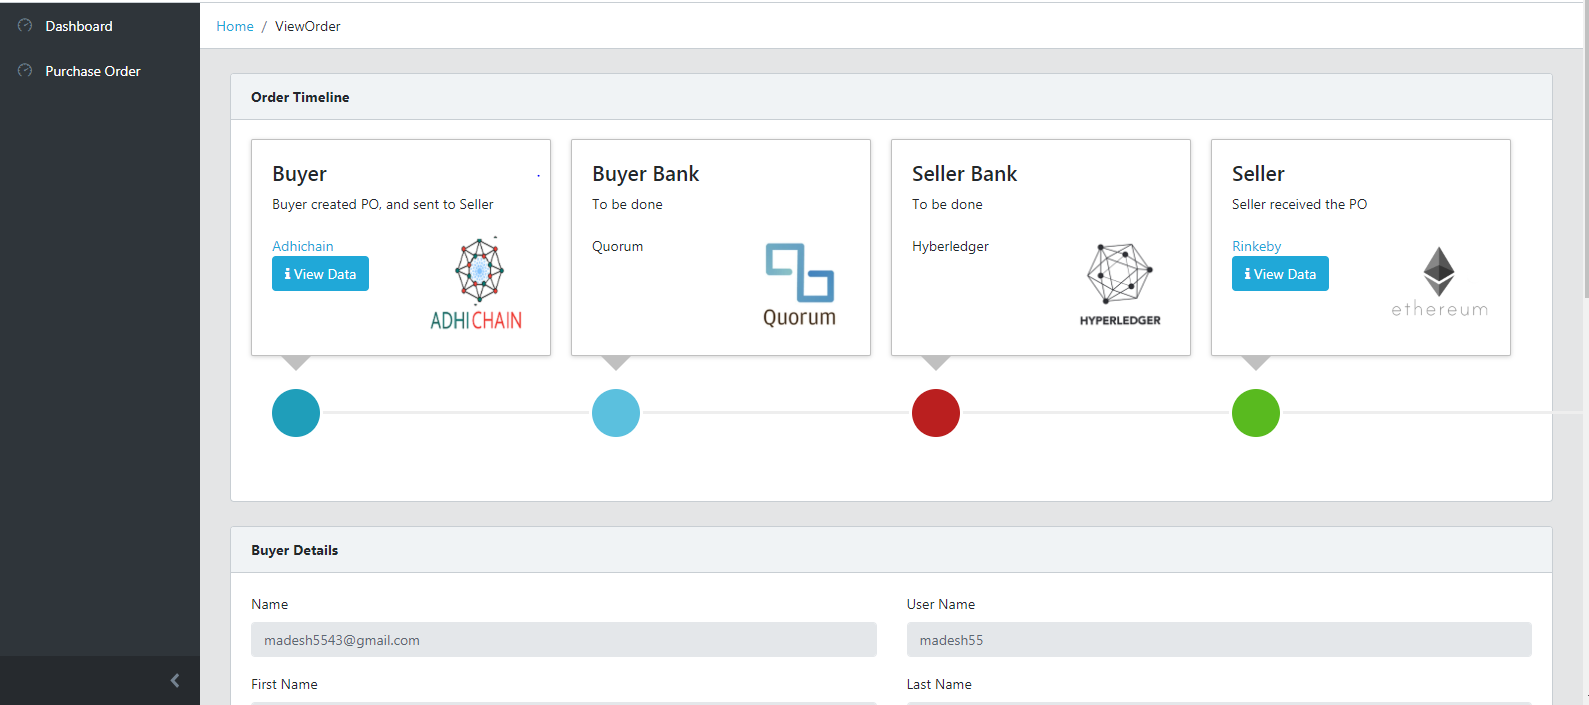 Dashboard
Purchase Order
Home / ViewOrder
Order Timeline
Buyer
Buyer created PO, and sent to Seller
Adhichain
View Data
ADHICHAIN
Buyer Bank
To be done
Quorum
Quorum
Seller Bank
To be done
Hyberledger
HYPERLEDGER
Seller
Seller received the PO
Rinkeby
View Data
ethereum
Buyer Details
Name
madesh5543@gmail.com
User Name
madesh55
First Name
Last Name